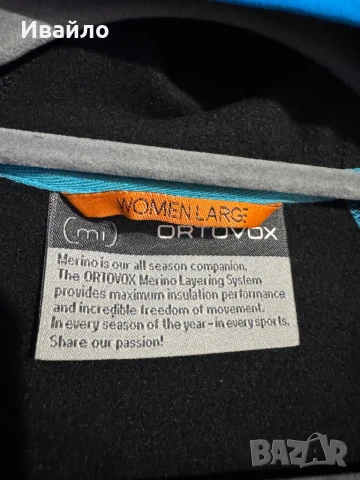 Ивайло
WOMEN LARGE
(mi) ORTOVOX
Merino is our all season companion.
The ORTOVOX Merino Layering System
provides maximum insulation performance
and incredible freedom of movement.
In every season of the year - in every sports.
Share our passion!
BAZAR